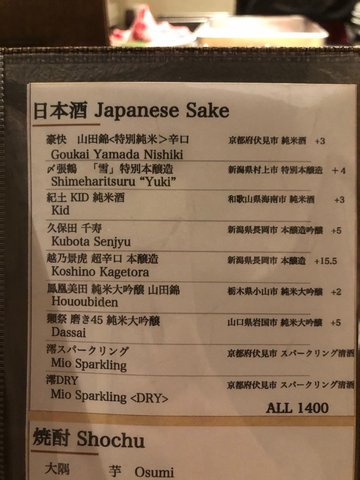 日本酒 Japanese Sake
豪快 山田錦<特別純米>辛口 京都府伏見市 純米酒 +3
Goukai Yamada Nishiki
〆張鶴 「雪」特別本醸造 新潟県村上市 特別本醸造 + 4
Shimeharitsuru "Yuki"
紀土 KID 純米酒 和歌山県海南市 純米酒 +3
Kid
久保田 千寿 新潟県長岡市 本醸造吟醸 +5
Kubota Senjyu
越乃景虎 超辛口 本醸造 新潟県長岡市 本醸造 +15.5
Koshino Kagetora
鳳凰美田 純米大吟醸 山田錦 栃木県小山市 純米大吟醸 +2
Hououbiden
獺祭 磨き45 純米大吟醸 山口県岩国市 純米大吟醸 +5
Dassai
澪スパークリング 京都府伏見市 スパークリング清酒
Mio Sparkling
澪DRY 京都府伏見市 スパークリング清酒
Mio Sparkling <DRY>
ALL 1400
焼酎 Shochu
大隅 芋 Osumi